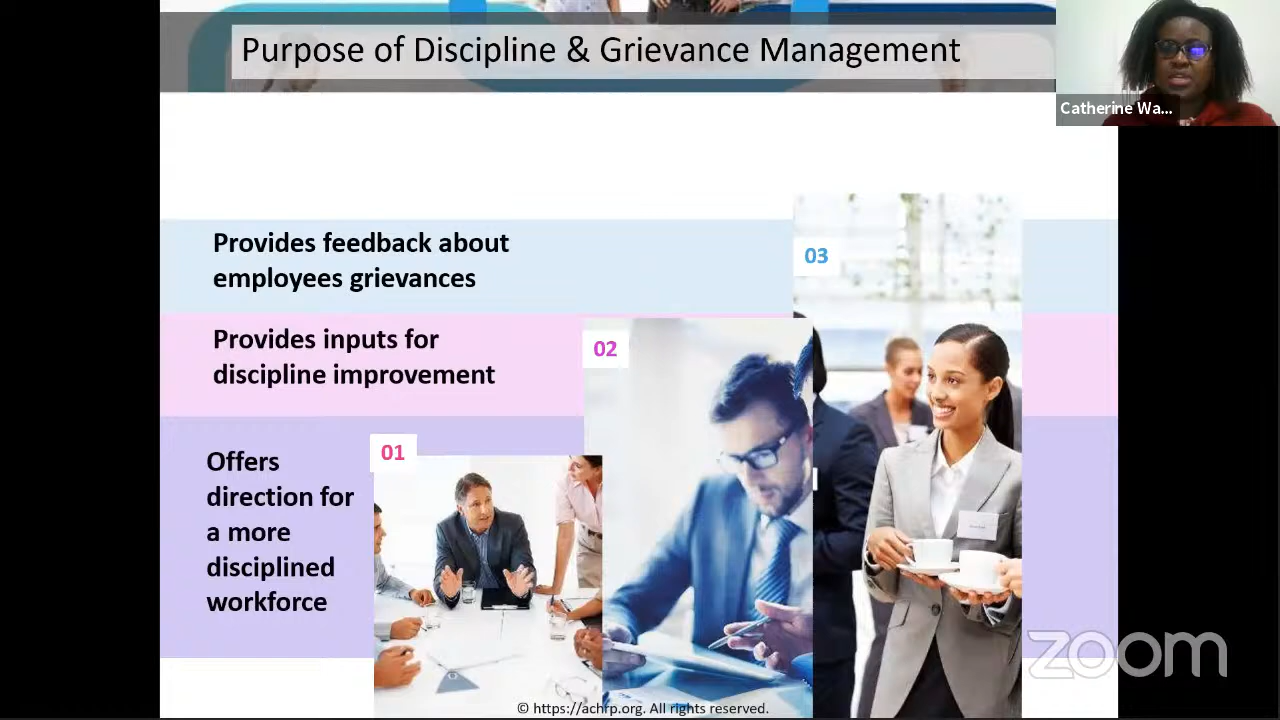 Purpose of Discipline & Grievance Management
Catherine Wa...
Provides feedback about
employees grievances
03
Provides inputs for
discipline improvement
02
Offers
direction for
a more
disciplined
workforce
01
zoom
© https://achrp.org. All rights reserved.